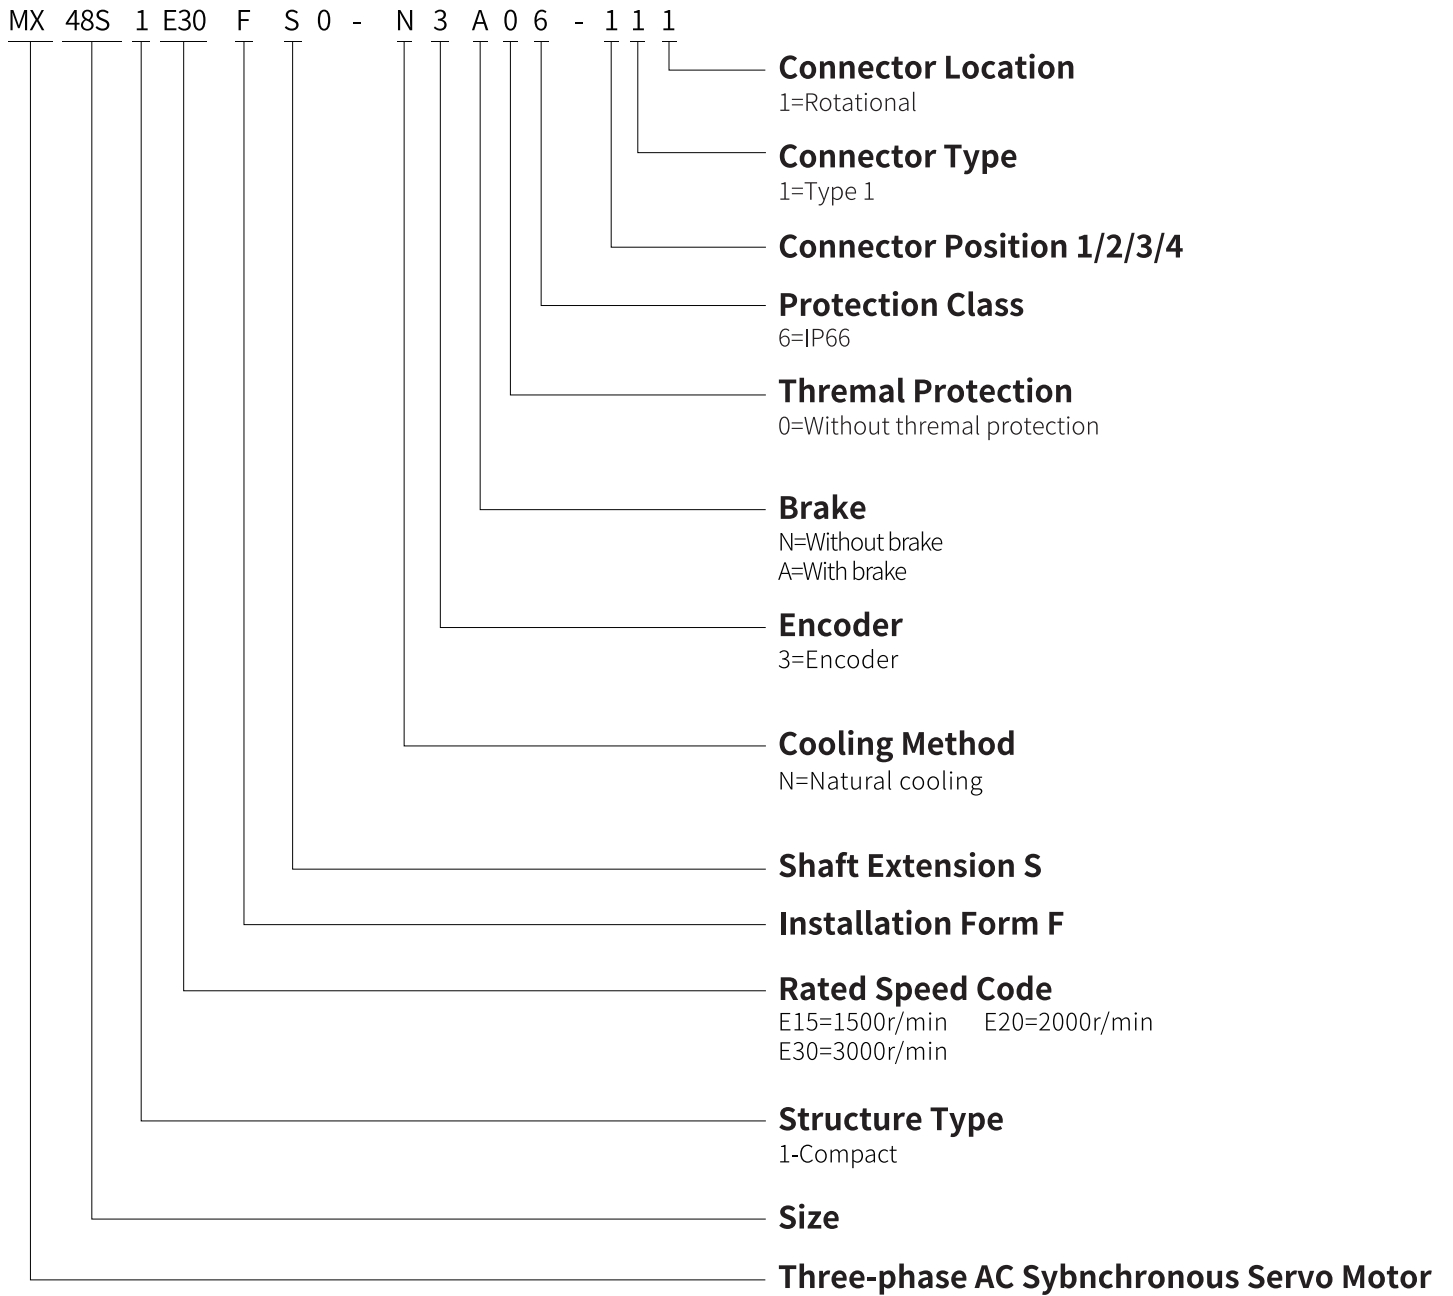 MX 48S 1 E30 F S 0 - N 3 A 0 6 - 1 1 1
Connector Location
1=Rotational
Connector Type
1=Type 1
Connector Position 1/2/3/4
Protection Class
6=IP66
Thremal Protection
0=Without thremal protection
Brake
N=Without brake
A=With brake
Encoder
3=Encoder
Cooling Method
N=Natural cooling
Shaft Extension S
Installation Form F
Rated Speed Code
E15=1500r/min E20=2000r/min
E30=3000r/min
Structure Type
1-Compact
Size
Three-phase AC Sybnchronous Servo Motor